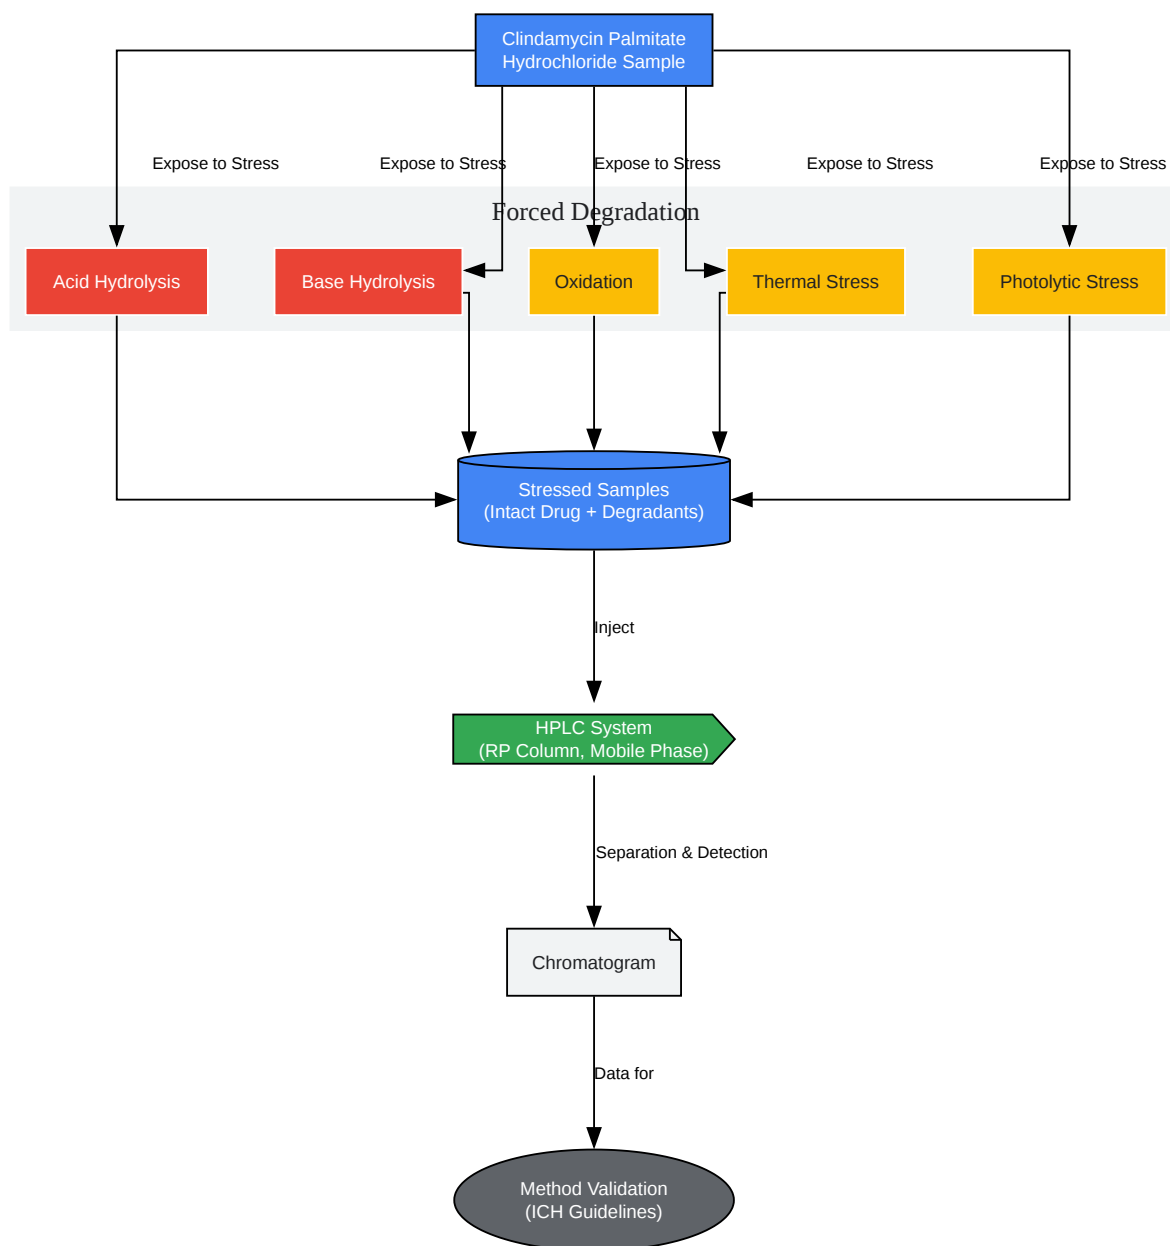 Clindamycin Palmitate
Hydrochloride Sample
Expose to Stress
Expose to Stress
Expose to Stress
Expose to Stress
Expose to Stress
Forced Degradation
Acid Hydrolysis
Base Hydrolysis
Oxidation
Thermal Stress
Photolytic Stress
Stressed Samples
(Intact Drug + Degradants)
Inject
HPLC System
(RP Column, Mobile Phase)
Separation & Detection
Chromatogram
Data for
Method Validation
(ICH Guidelines)